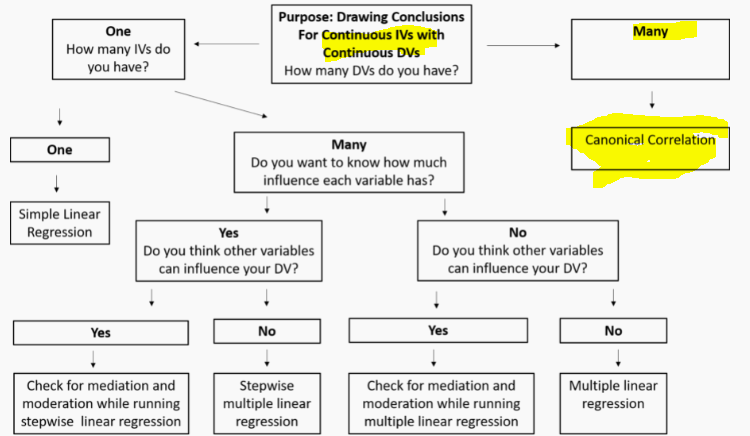 Purpose: Drawing Conclusions
For Continuous IVs with
Continuous DVs
How many DVs do you have?
One
How many IVs do
you have?
Many
Canonical Correlation
One
Simple Linear
Regression
Many
Do you want to know how much
influence each variable has?
Yes
Do you think other variables
can influence your DV?
No
Do you think other variables
can influence your DV?
Yes
No
Yes
No
Check for mediation and
moderation while running
stepwise linear regression
Stepwise
multiple linear
regression
Check for mediation and
moderation while running
multiple linear regression
Multiple linear
regression